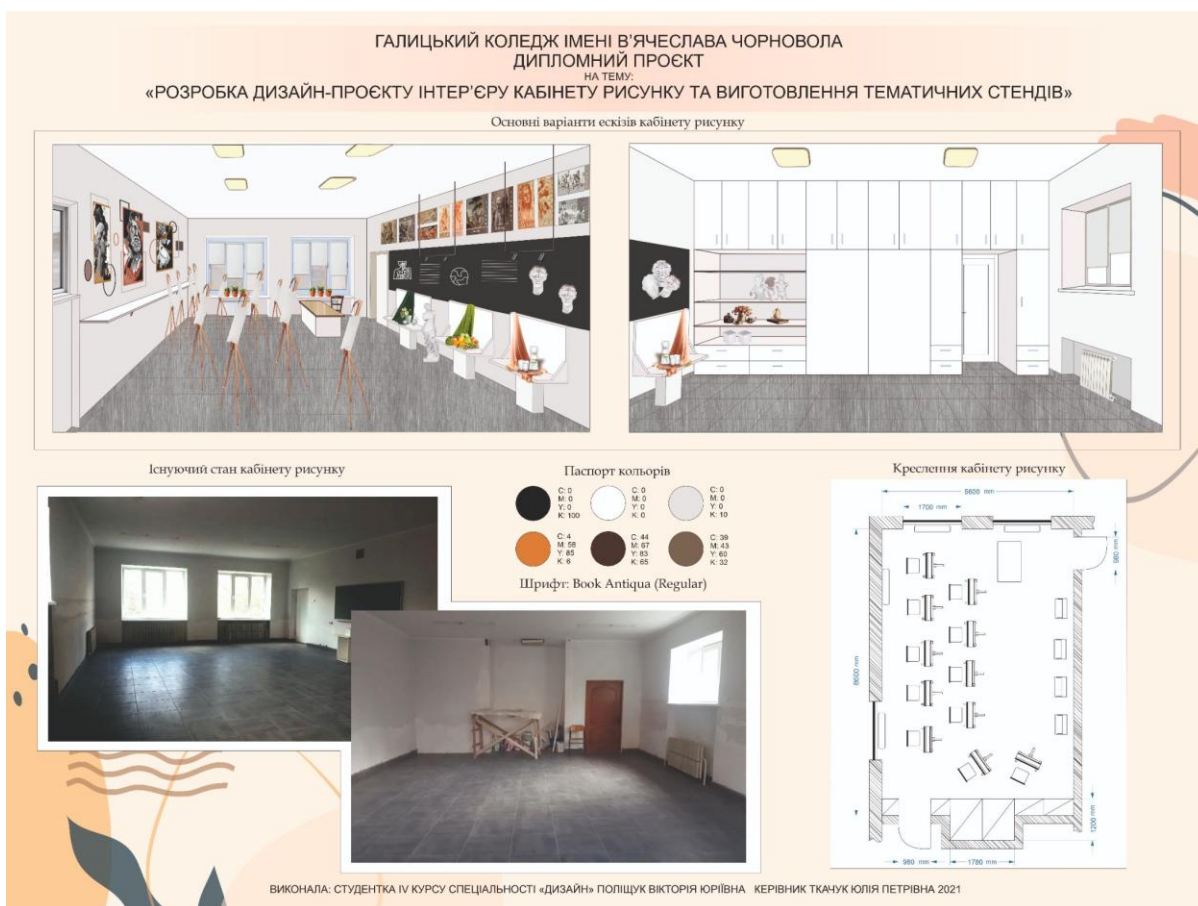 ГАЛИЦЬКИЙ КОЛЕДЖ ІМЕНІ В'ЯЧЕСЛАВА ЧОРНОВОЛА
ДИПЛОМНИЙ ПРОЄКТ
НА ТЕМУ:
«РОЗРОБКА ДИЗАЙН-ПРОЄКТУ ІНТЕР'ЄРУ КАБІНЕТУ РИСУНКУ ТА ВИГОТОВЛЕННЯ ТЕМАТИЧНИХ СТЕНДІВ»
Основні варіанти ескізів кабінету рисунку
Існуючий стан кабінету рисунку
Паспорт кольорів
C: 0
M: 0
Y: 0
K: 100
C: 0
M: 0
Y: 0
K: 0
C: 0
M: 0
Y: 0
K: 10
C: 4
M: 58
Y: 85
K: 6
C: 44
M: 67
Y: 83
K: 65
C: 39
M: 43
Y: 60
K: 32
Шрифт: Book Antiqua (Regular)
Креслення кабінету рисунку
5600 mm
1700 mm
980 mm
8600 mm
1200 mm
980 mm
1780 mm
ВИКОНАЛА: СТУДЕНТКА IV КУРСУ СПЕЦІАЛЬНОСТІ «ДИЗАЙН» ПОЛІЩУК ВІКТОРІЯ ЮРІЇВНА КЕРІВНИК ТКАЧУК ЮЛІЯ ПЕТРІВНА 2021